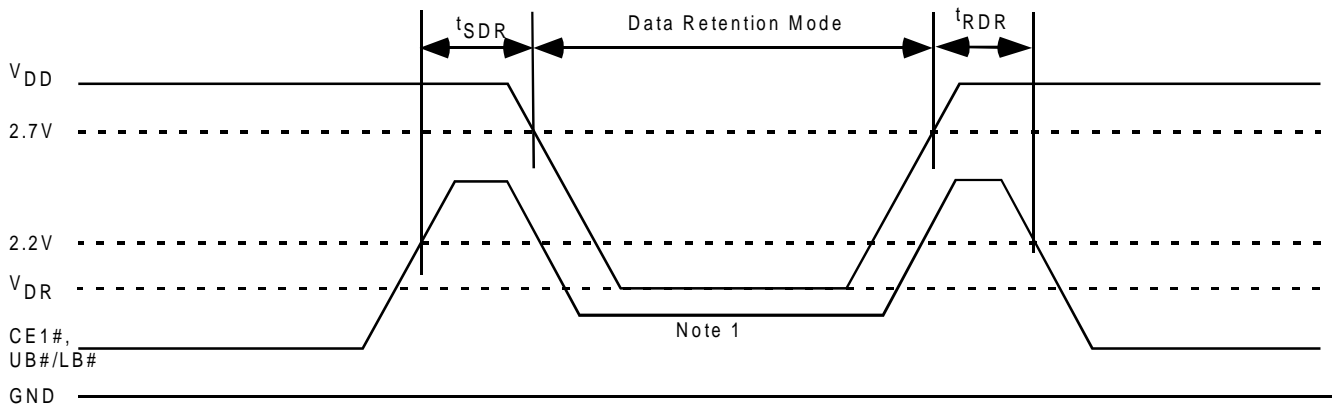 tSDR
Data Retention Mode
tRDR
VDD
2.7V
2.2V
VDR
Note 1
CE1#,
UB#/LB#
GND